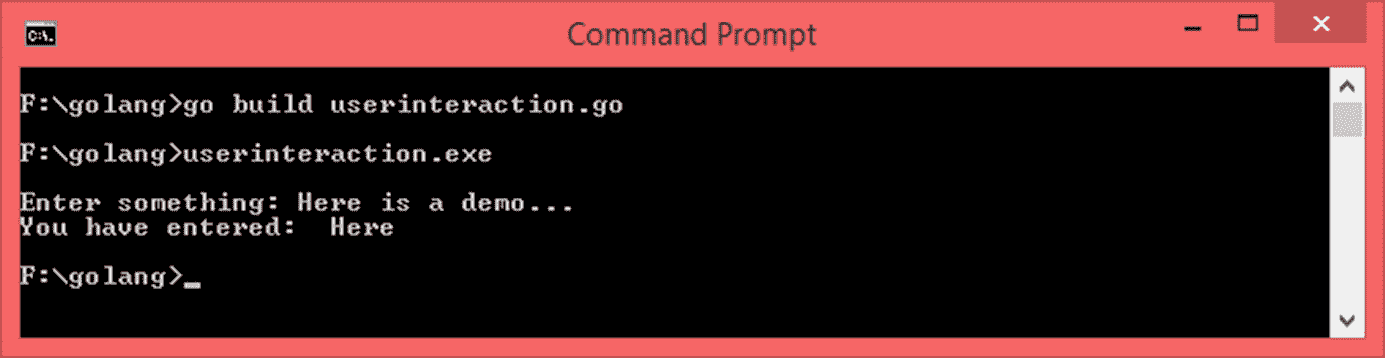 C:\.
Command Prompt
F:\golang>go build userinteraction.go
F:\golang>userinteraction.exe
Enter something: Here is a demo...
You have entered:  Here
F:\golang>_